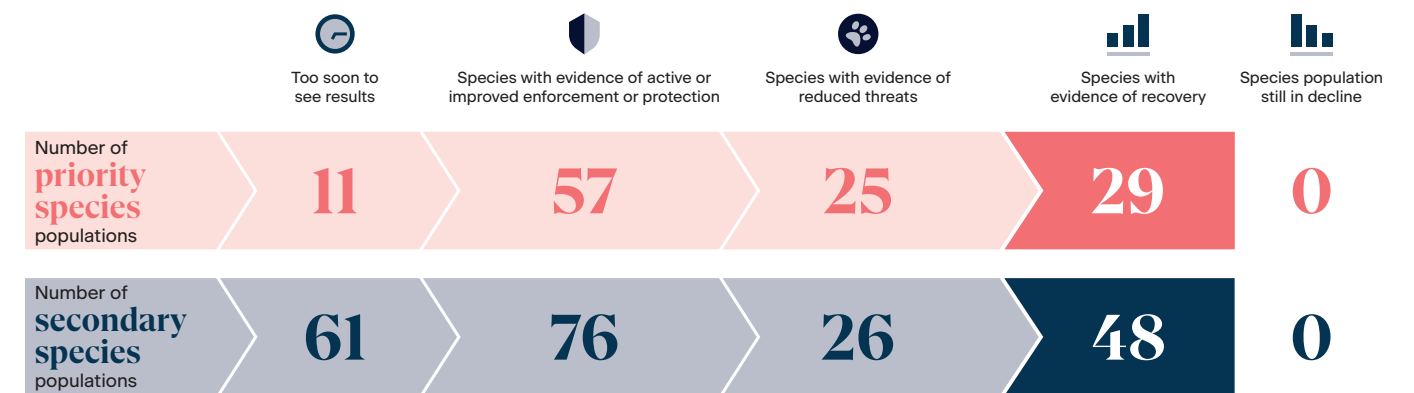 Too soon to
see results
Species with evidence of active or
improved enforcement or protection
Species with evidence of
reduced threats
Species with
evidence of recovery
Species population
still in decline
Number of
priority
species
populations
11
57
25
29
0
Number of
secondary
species
populations
61
76
26
48
0